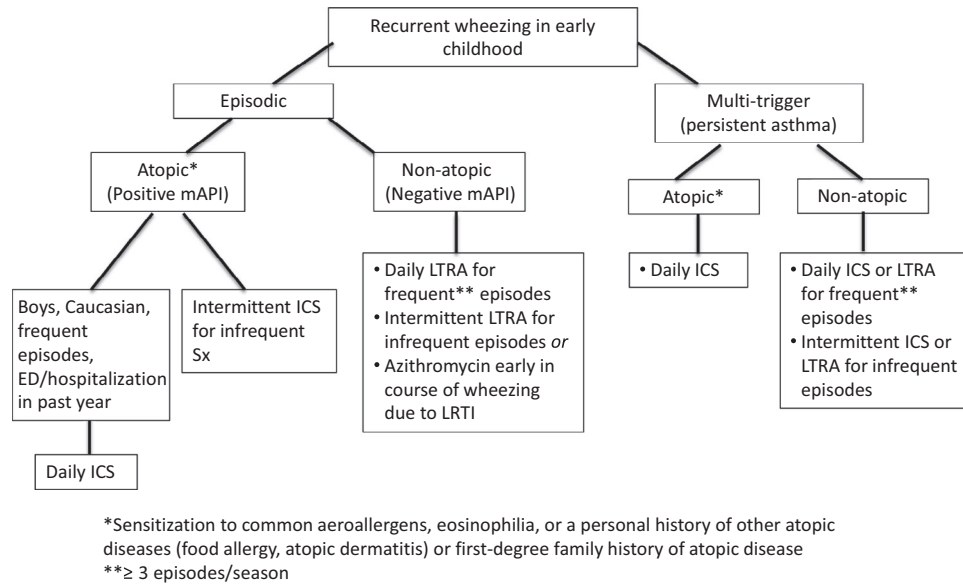 Recurrent wheezing in early
childhood
Episodic
Multi-trigger
(persistent asthma)
Atopic*
(Positive mAPI)
Non-atopic
(Negative mAPI)
Atopic*
Non-atopic
Boys, Caucasian,
frequent
episodes,
ED/hospitalization
in past year
Intermittent ICS
for infrequent
Sx
• Daily LTRA for
frequent** episodes
• Intermittent LTRA for
infrequent episodes or
• Azithromycin early in
course of wheezing
due to LRTI
• Daily ICS
• Daily ICS or LTRA
for frequent**
episodes
• Intermittent ICS or
LTRA for infrequent
episodes
Daily ICS
*Sensitization to common aeroallergens, eosinophilia, or a personal history of other atopic
diseases (food allergy, atopic dermatitis) or first-degree family history of atopic disease
**≥ 3 episodes/season